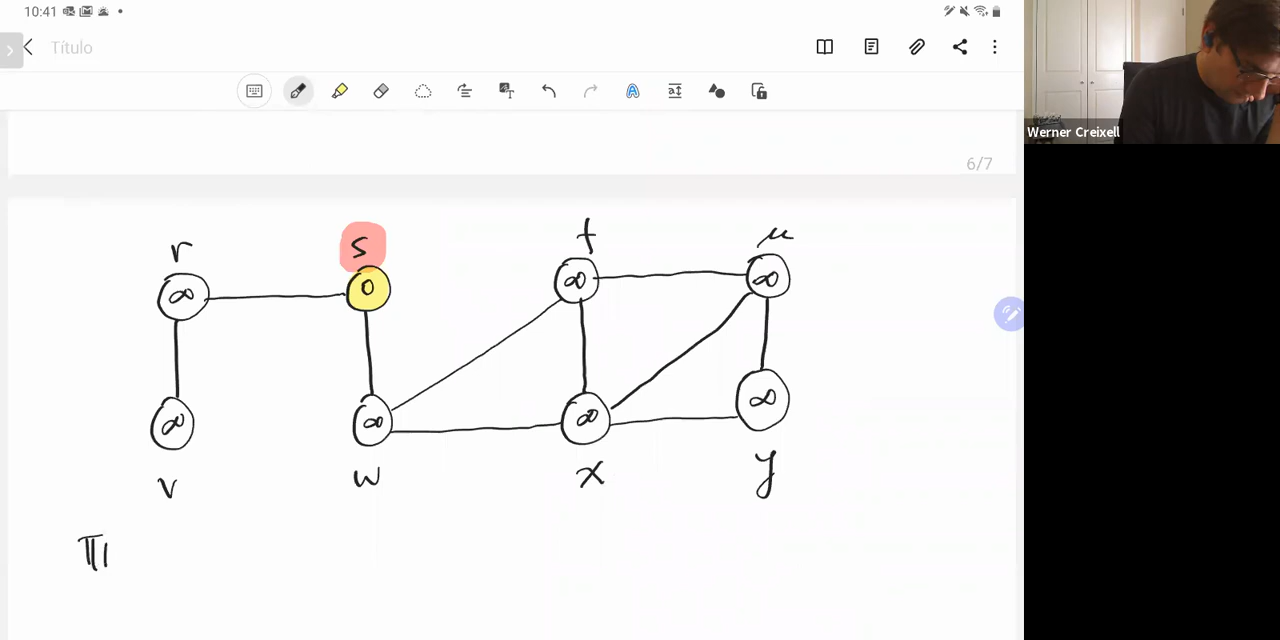 10:41
Título
Werner Creixell
6/7
r s t u
∞ 0 ∞ ∞
∞ ∞ ∞ ∞
v w x y
π